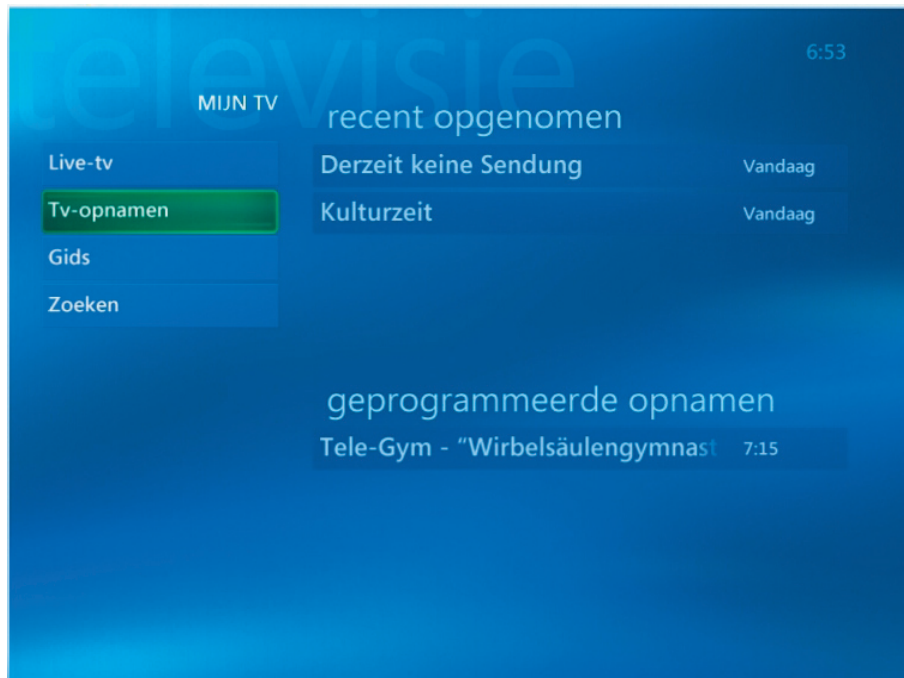 televisie
6:53
MIJN TV
Live-tv
Tv-opnamen
Gids
Zoeken
recent opgenomen
Derzeit keine Sendung Vandaag
Kulturzeit Vandaag
geprogrammeerde opnamen
Tele-Gym - "Wirbelsäulengymnast 7:15